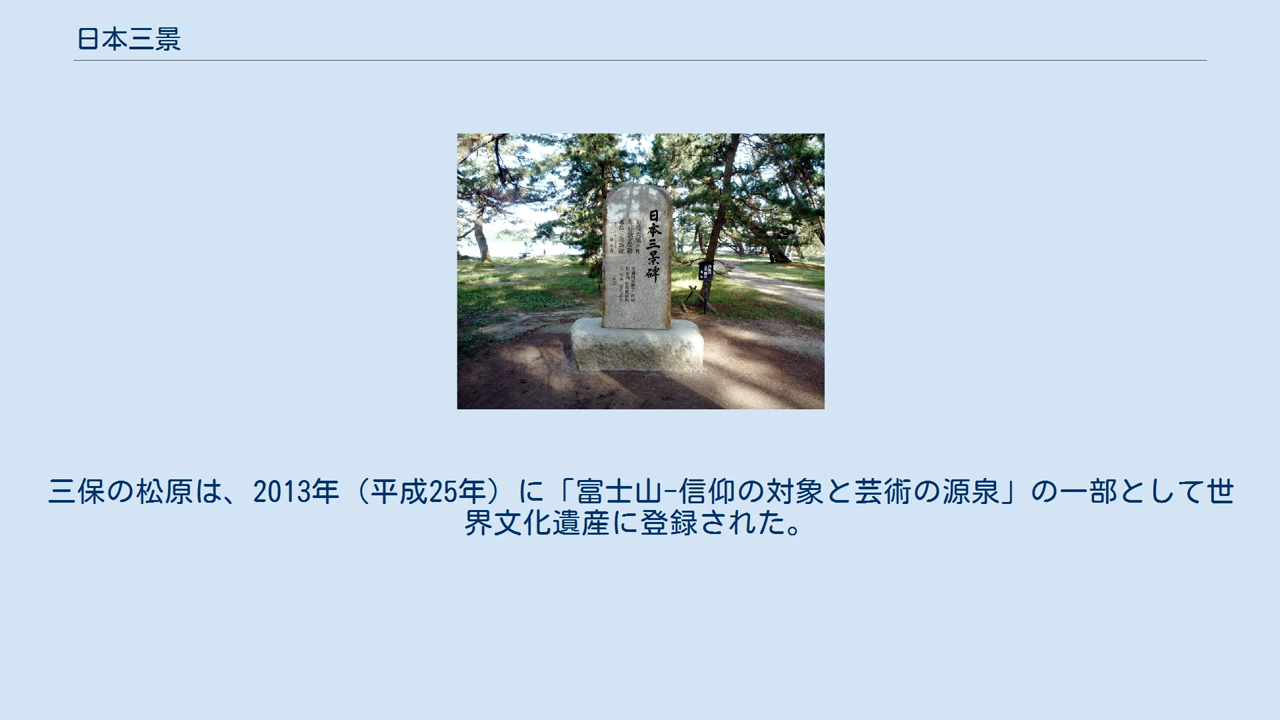 日本三景
日本三景碑
三保の松原は、2013年（平成25年）に「富士山-信仰の対象と芸術の源泉」の一部として世
界文化遺産に登録された。